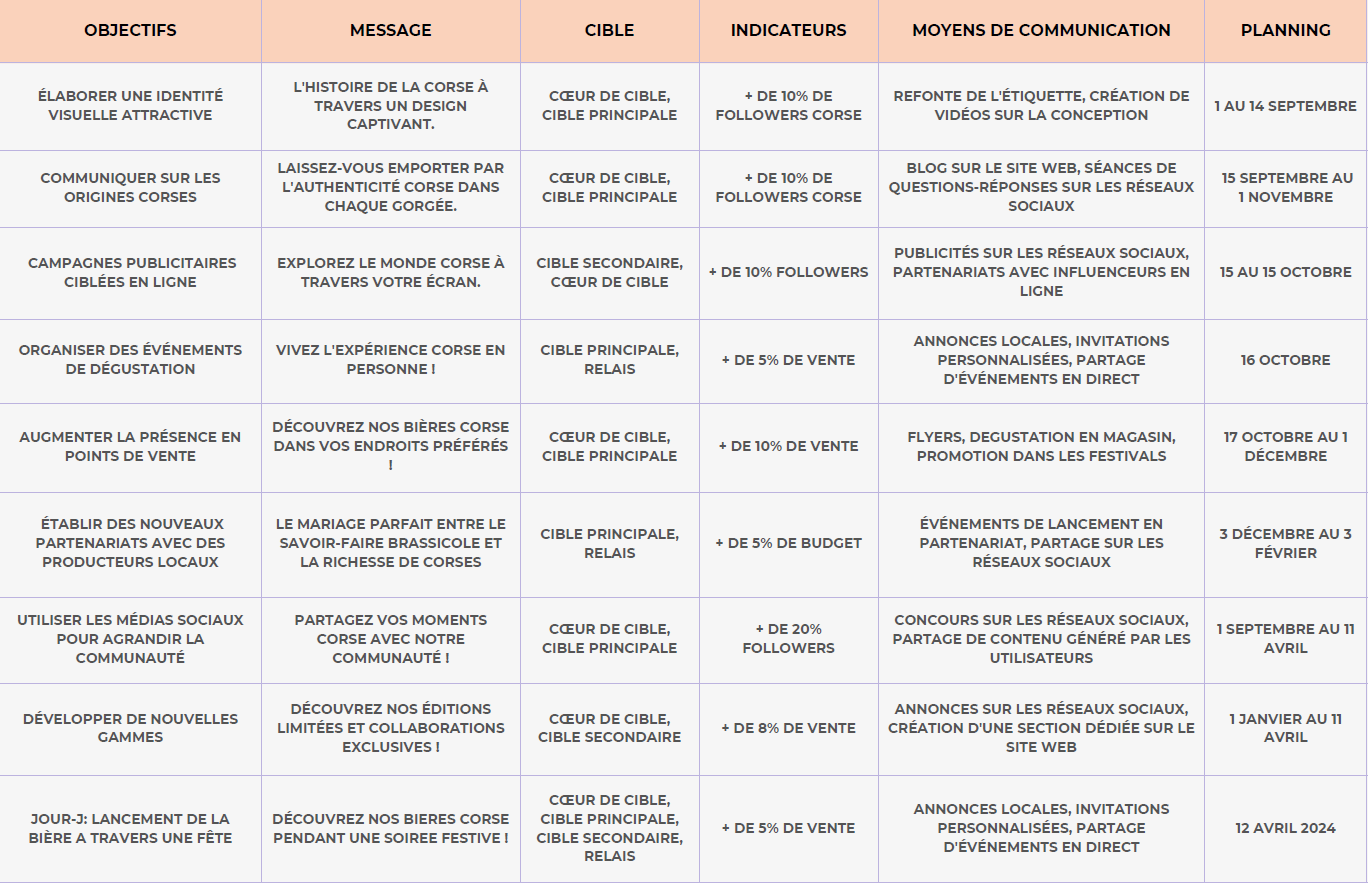 OBJECTIFS
MESSAGE
CIBLE
INDICATEURS
MOYENS DE COMMUNICATION
PLANNING
ÉLABORER UNE IDENTITÉ
VISUELLE ATTRACTIVE
L'HISTOIRE DE LA CORSE À
TRAVERS UN DESIGN
CAPTIVANT.
CŒUR DE CIBLE,
CIBLE PRINCIPALE
+ DE 10% DE
FOLLOWERS CORSE
REFONTE DE L'ÉTIQUETTE, CRÉATION DE
VIDÉOS SUR LA CONCEPTION
1 AU 14 SEPTEMBRE
COMMUNIQUER SUR LES
ORIGINES CORSES
LAISSEZ-VOUS EMPORTER PAR
L'AUTHENTICITÉ CORSE DANS
CHAQUE GORGÉE.
CŒUR DE CIBLE,
CIBLE PRINCIPALE
+ DE 10% DE
FOLLOWERS CORSE
BLOG SUR LE SITE WEB, SÉANCES DE
QUESTIONS-RÉPONSES SUR LES RÉSEAUX
SOCIAUX
15 SEPTEMBRE AU
1 NOVEMBRE
CAMPAGNES PUBLICITAIRES
CIBLÉES EN LIGNE
EXPLOREZ LE MONDE CORSE À
TRAVERS VOTRE ÉCRAN.
CIBLE SECONDAIRE,
CŒUR DE CIBLE
+ DE 10% FOLLOWERS
PUBLICITÉS SUR LES RÉSEAUX SOCIAUX,
PARTENARIATS AVEC INFLUENCEURS EN
LIGNE
15 AU 15 OCTOBRE
ORGANISER DES ÉVÉNEMENTS
DE DÉGUSTATION
VIVEZ L'EXPÉRIENCE CORSE EN
PERSONNE !
CIBLE PRINCIPALE,
RELAIS
+ DE 5% DE VENTE
ANNONCES LOCALES, INVITATIONS
PERSONNALISÉES, PARTAGE
D'ÉVÉNEMENTS EN DIRECT
16 OCTOBRE
AUGMENTER LA PRÉSENCE EN
POINTS DE VENTE
DÉCOUVREZ NOS BIÈRES CORSE
DANS VOS ENDROITS PRÉFÉRÉS
!
CŒUR DE CIBLE,
CIBLE PRINCIPALE
+ DE 10% DE VENTE
FLYERS, DEGUSTATION EN MAGASIN,
PROMOTION DANS LES FESTIVALS
17 OCTOBRE AU 1
DÉCEMBRE
ÉTABLIR DES NOUVEAUX
PARTENARIATS AVEC DES
PRODUCTEURS LOCAUX
LE MARIAGE PARFAIT ENTRE LE
SAVOIR-FAIRE BRASSICOLE ET
LA RICHESSE DE CORSES
CIBLE PRINCIPALE,
RELAIS
+ DE 5% DE BUDGET
ÉVÉNEMENTS DE LANCEMENT EN
PARTENARIAT, PARTAGE SUR LES
RÉSEAUX SOCIAUX
3 DÉCEMBRE AU 3
FÉVRIER
UTILISER LES MÉDIAS SOCIAUX
POUR AGRANDIR LA
COMMUNAUTÉ
PARTAGEZ VOS MOMENTS
CORSE AVEC NOTRE
COMMUNAUTÉ !
CŒUR DE CIBLE,
CIBLE PRINCIPALE
+ DE 20%
FOLLOWERS
CONCOURS SUR LES RÉSEAUX SOCIAUX,
PARTAGE DE CONTENU GÉNÉRÉ PAR LES
UTILISATEURS
1 SEPTEMBRE AU 11
AVRIL
DÉVELOPPER DE NOUVELLES
GAMMES
DÉCOUVREZ NOS ÉDITIONS
LIMITÉES ET COLLABORATIONS
EXCLUSIVES !
CŒUR DE CIBLE,
CIBLE SECONDAIRE
+ DE 8% DE VENTE
ANNONCES SUR LES RÉSEAUX SOCIAUX,
CRÉATION D'UNE SECTION DÉDIÉE SUR LE
SITE WEB
1 JANVIER AU 11
AVRIL
JOUR-J: LANCEMENT DE LA
BIÈRE A TRAVERS UNE FÊTE
DÉCOUVREZ NOS BIERES CORSE
PENDANT UNE SOIREE FESTIVE !
CŒUR DE CIBLE,
CIBLE PRINCIPALE,
CIBLE SECONDAIRE,
RELAIS
+ DE 5% DE VENTE
ANNONCES LOCALES, INVITATIONS
PERSONNALISÉES, PARTAGE
D'ÉVÉNEMENTS EN DIRECT
12 AVRIL 2024